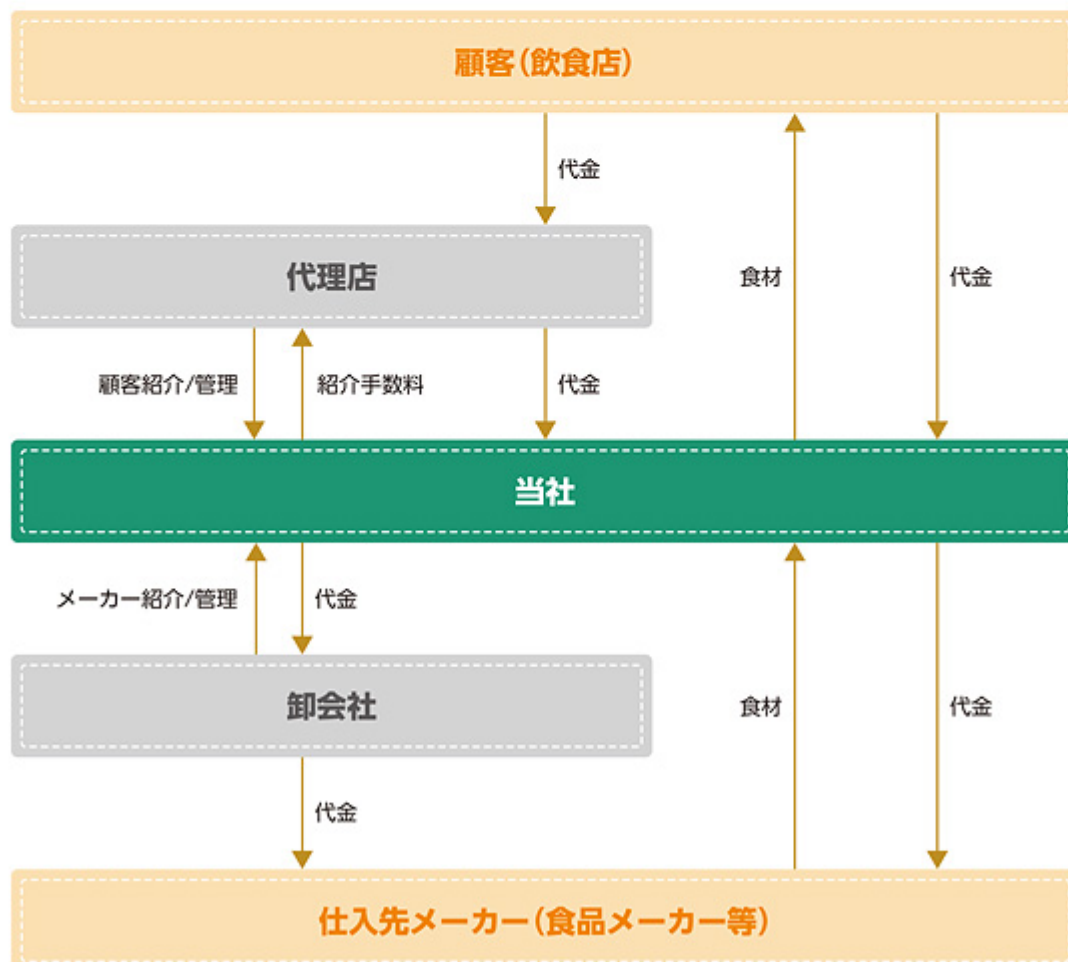 顧客(飲食店)
代金
代理店
食材
代金
顧客紹介/管理
紹介手数料
代金
当社
メーカー紹介/管理
代金
卸会社
食材
代金
代金
仕入先メーカー(食品メーカー等)